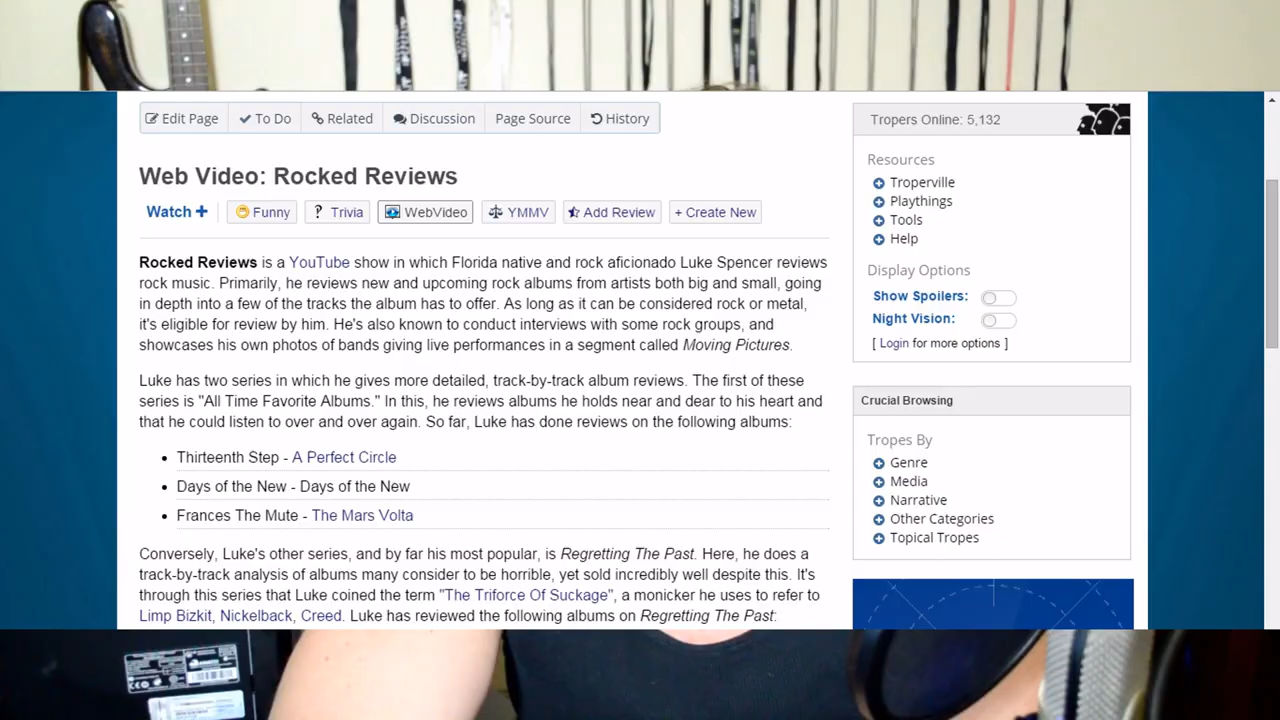 Edit Page To Do Related Discussion Page Source History
Tropers Online: 5,132
Web Video: Rocked Reviews
Watch + Funny ? Trivia WebVideo YMMV Add Review + Create New
Rocked Reviews is a YouTube show in which Florida native and rock aficionado Luke Spencer reviews
rock music. Primarily, he reviews new and upcoming rock albums from artists both big and small, going
in depth into a few of the tracks the album has to offer. As long as it can be considered rock or metal,
it's eligible for review by him. He's also known to conduct interviews with some rock groups, and
showcases his own photos of bands giving live performances in a segment called Moving Pictures.
Luke has two series in which he gives more detailed, track-by-track album reviews. The first of these
series is "All Time Favorite Albums." In this, he reviews albums he holds near and dear to his heart and
that he could listen to over and over again. So far, Luke has done reviews on the following albums:
• Thirteenth Step - A Perfect Circle
• Days of the New - Days of the New
• Frances The Mute - The Mars Volta
Conversely, Luke's other series, and by far his most popular, is Regretting The Past. Here, he does a
track-by-track analysis of albums many consider to be horrible, yet sold incredibly well despite this. It's
through this series that Luke coined the term "The Triforce Of Suckage", a monicker he uses to refer to
Limp Bizkit, Nickelback, Creed. Luke has reviewed the following albums on Regretting The Past:
Resources
Troperville
Playthings
Tools
Help
Display Options
Show Spoilers:
Night Vision:
[ Login for more options ]
Crucial Browsing
Tropes By
Genre
Media
Narrative
Other Categories
Topical Tropes